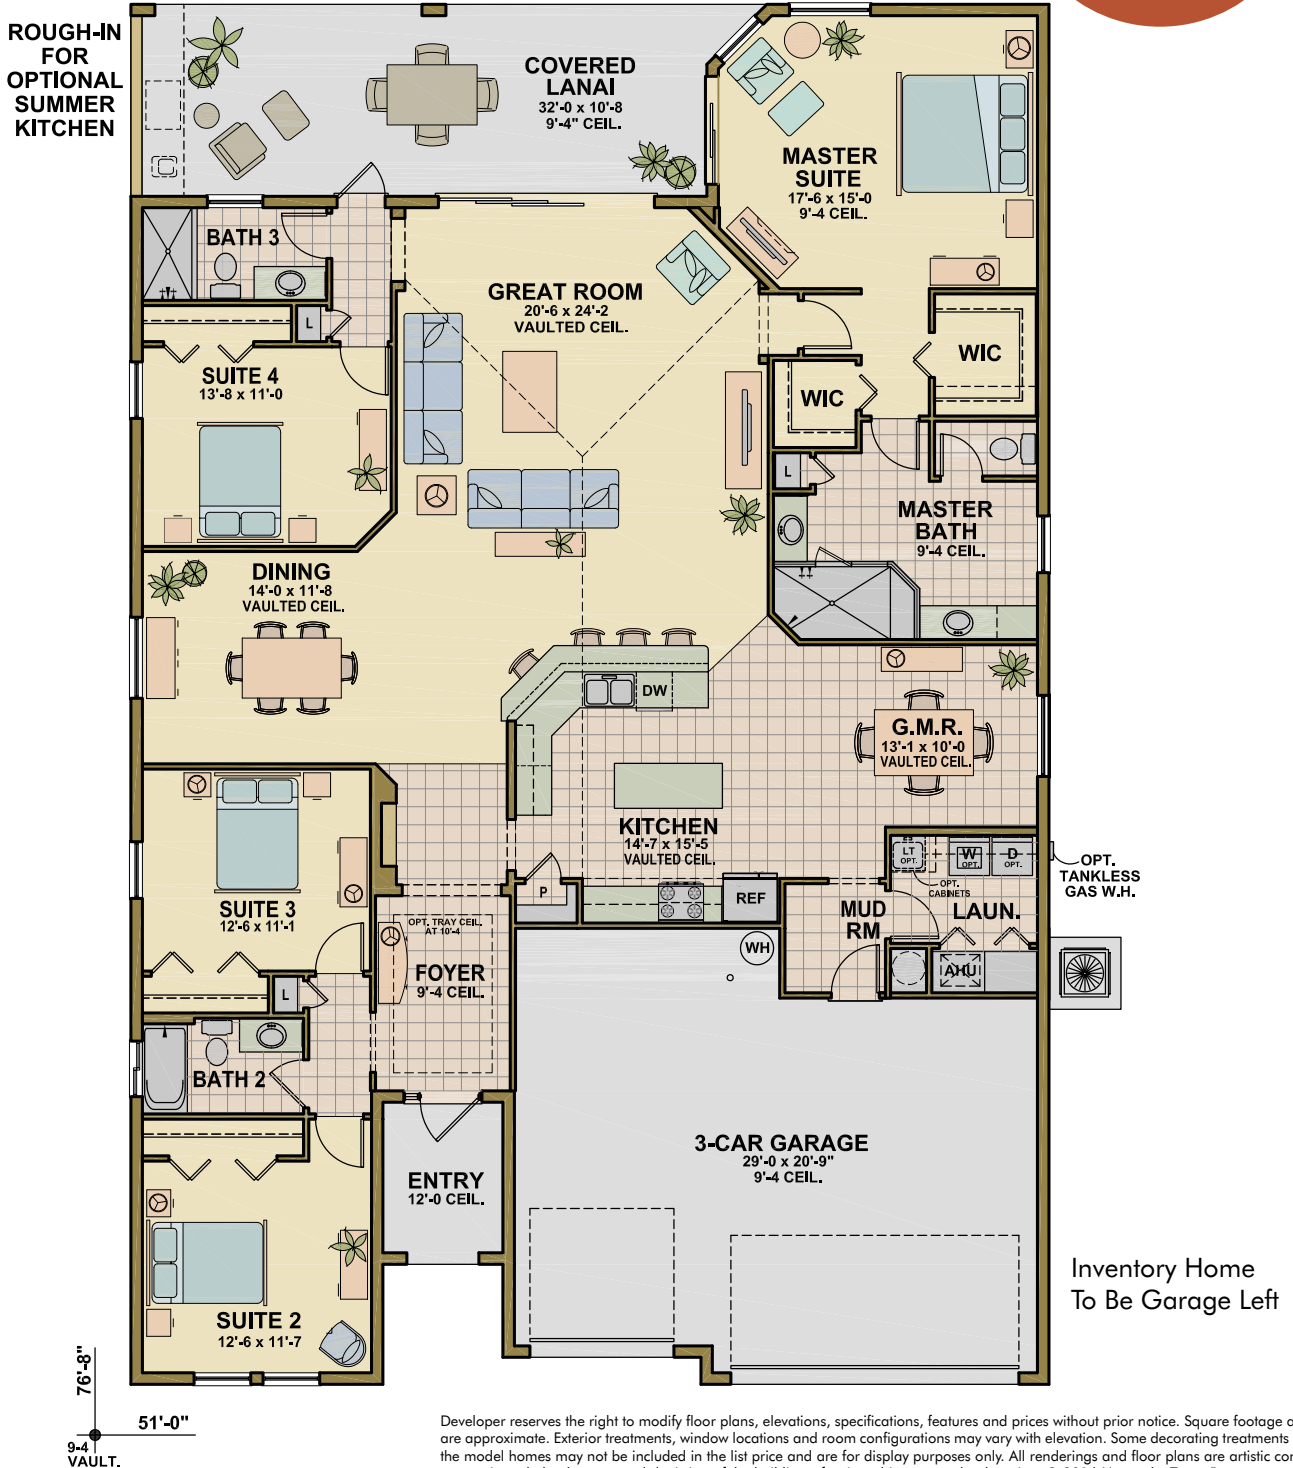 ROUGH-IN
FOR
OPTIONAL
SUMMER
KITCHEN
COVERED
LANAI
32'-0 x 10'-8
9'-4" CEIL.
MASTER
SUITE
17'-6 x 15'-0
9'-4 CEIL.
BATH 3
GREAT ROOM
20'-6 x 24'-2
VAULTED CEIL.
L
SUITE 4
13'-8 x 11'-0
WIC
WIC
L
MASTER
BATH
9'-4 CEIL.
DINING
14'-0 x 11'-8
VAULTED CEIL.
DW
G.M.R.
13'-1 x 10'-0
VAULTED CEIL.
KITCHEN
14'-7 x 15'-5
VAULTED CEIL.
LT
OPT.
W
OPT.
D
OPT.
OPT.
TANKLESS
GAS W.H.
OPT.
CABINETS
P
REF
SUITE 3
12'-6 x 11'-1
OPT. TRAY CEIL.
AT 10'-4
MUD
RM
LAUN.
WH
FOYER
9'-4 CEIL.
AHU
L
BATH 2
3-CAR GARAGE
29'-0 x 20'-9"
9'-4 CEIL.
ENTRY
12'-0 CEIL.
Inventory Home
To Be Garage Left
SUITE 2
12'-6 x 11'-7
76'-8"
51'-0"
9-4
VAULT.
Developer reserves the right to modify floor plans, elevations, specifications, features and prices without prior notice. Square footage
are approximate. Exterior treatments, window locations and room configurations may vary with elevation. Some decorating treatments
the model homes may not be included in the list price and are for display purposes only. All renderings and floor plans are artistic